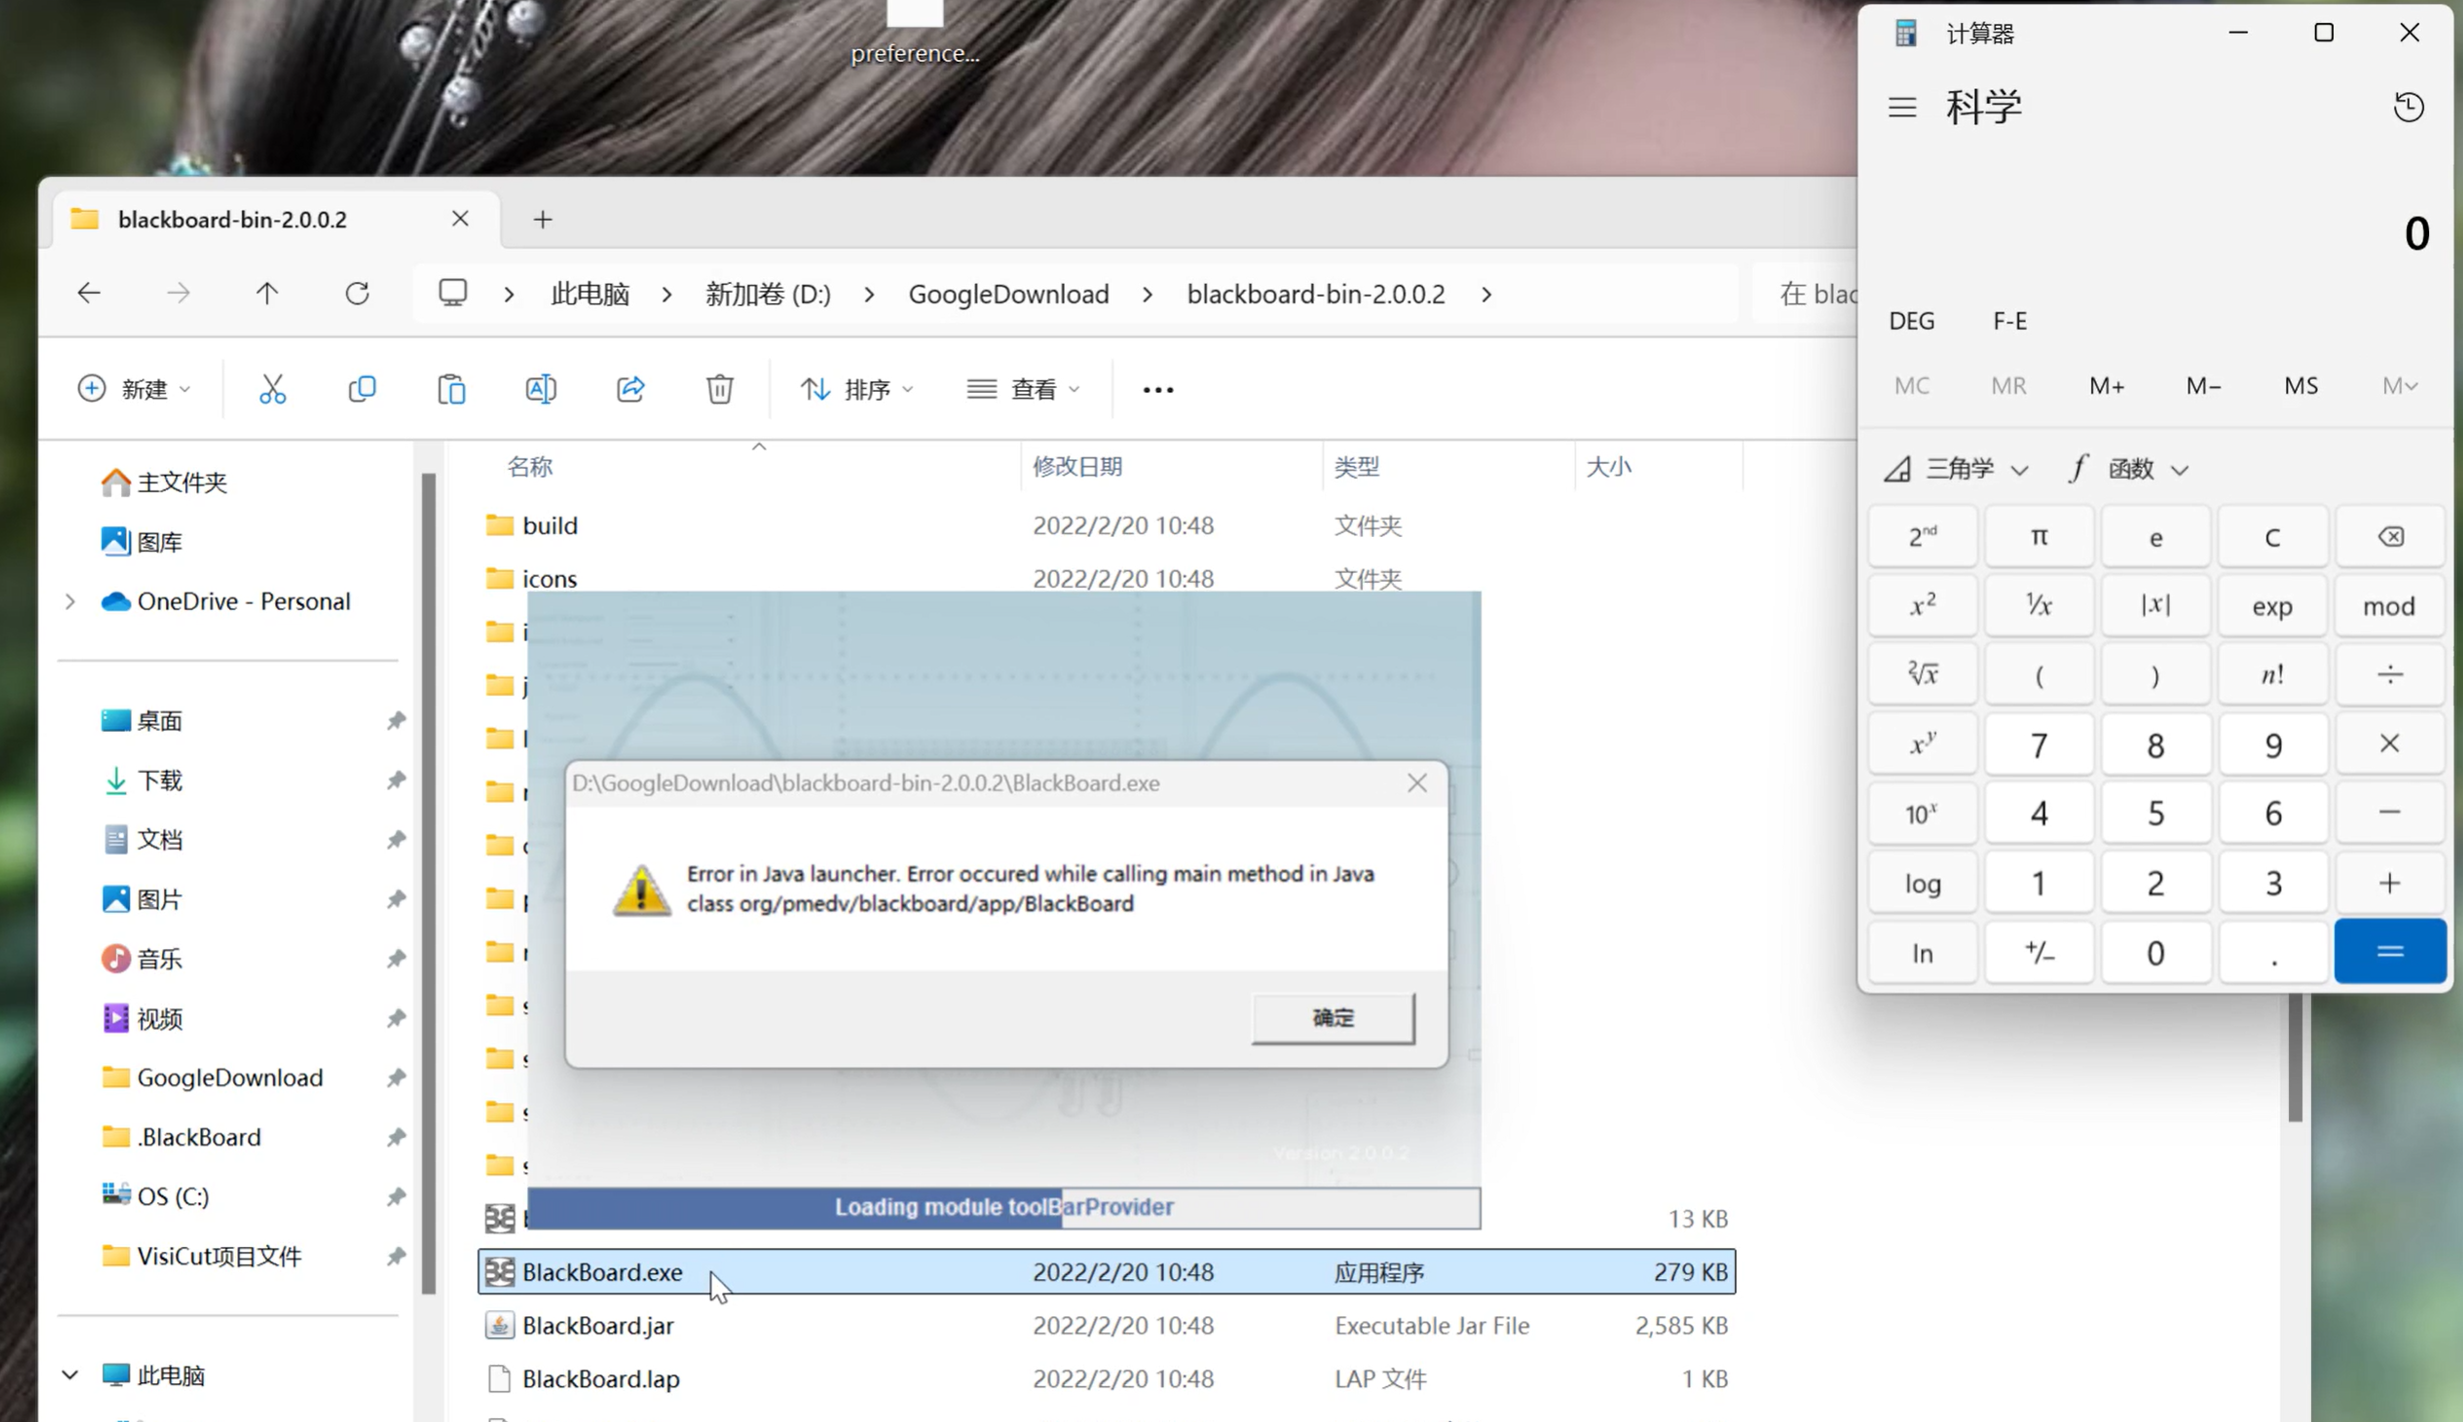 preference...
blackboard-bin-2.0.0.2
此电脑
新加卷 (D:)
GoogleDownload
blackboard-bin-2.0.0.2
在 blac
新建
排序
查看
主文件夹
图库
OneDrive - Personal
桌面
下载
文档
图片
音乐
视频
GoogleDownload
.BlackBoard
OS (C:)
VisiCut项目文件
此电脑
名称 修改日期 类型 大小
build 2022/2/20 10:48 文件夹
icons 2022/2/20 10:48 文件夹
D:\GoogleDownload\blackboard-bin-2.0.0.2\BlackBoard.exe
Error in Java launcher. Error occured while calling main method in Java
class org/pmedv/blackboard/app/BlackBoard
确定
Version 2.0.0.2
Loading module toolBarProvider
13 KB
BlackBoard.exe 2022/2/20 10:48 应用程序 279 KB
BlackBoard.jar 2022/2/20 10:48 Executable Jar File 2,585 KB
BlackBoard.lap 2022/2/20 10:48 LAP 文件 1 KB
计算器
科学
0
DEG F-E
MC MR M+ M− MS M
三角学 f 函数
2nd π e C
x² ¹/x |x| exp mod
²√x ( ) n! ÷
xʸ 7 8 9 ×
10ˣ 4 5 6 −
log 1 2 3 +
ln +/− 0 . =